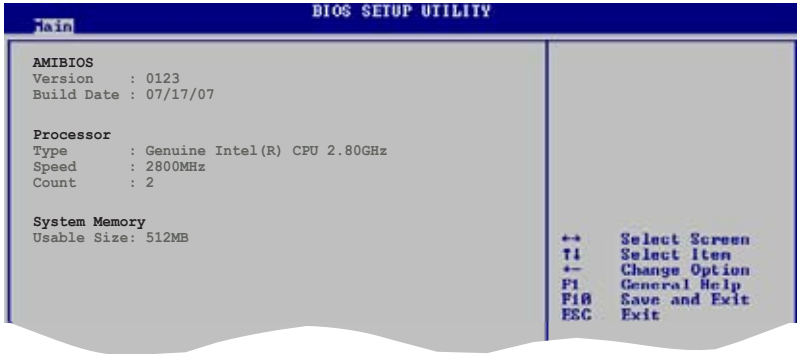 BIOS SETUP UTILITY
Main
AMIBIOS
Version : 0123
Build Date : 07/17/07
Processor
Type : Genuine Intel(R) CPU 2.80GHz
Speed : 2800MHz
Count : 2
System Memory
Usable Size: 512MB
↔ Select Screen
↑↓ Select Item
+- Change Option
F1 General Help
F10 Save and Exit
ESC Exit